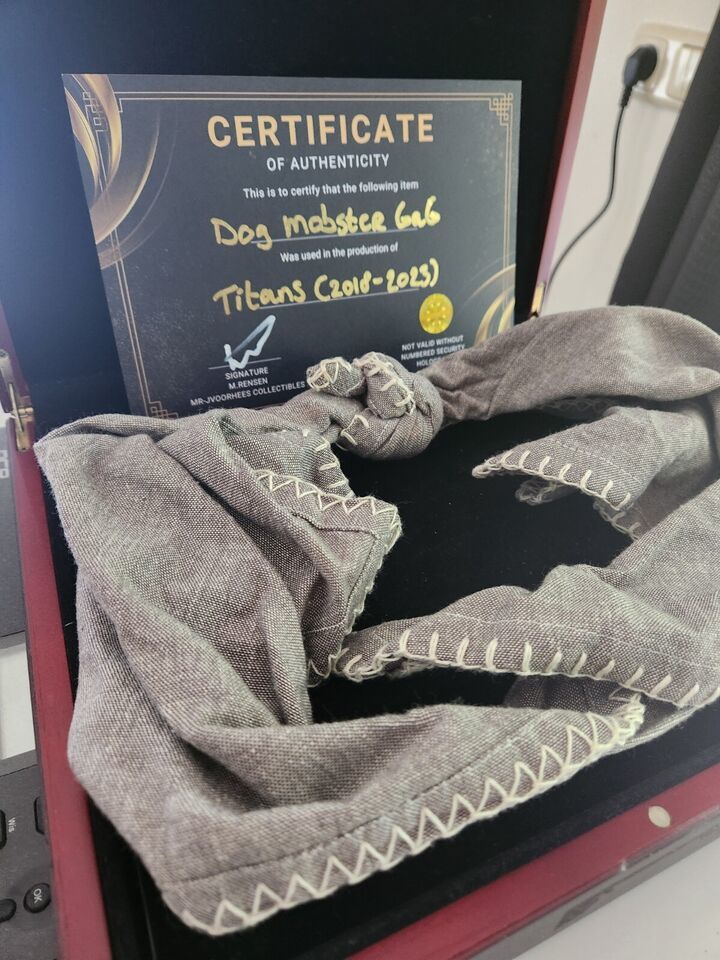 CERTIFICATE
OF AUTHENTICITY
This is to certify that the following item
Dog Mobster GaG
Was used in the production of
Titans (2018-2023)
SIGNATURE
M.RENSEN
MR-JVOORHEES COLLECTIBLES
NOT VALID WITHOUT
NUMBERED SECURITY
OK